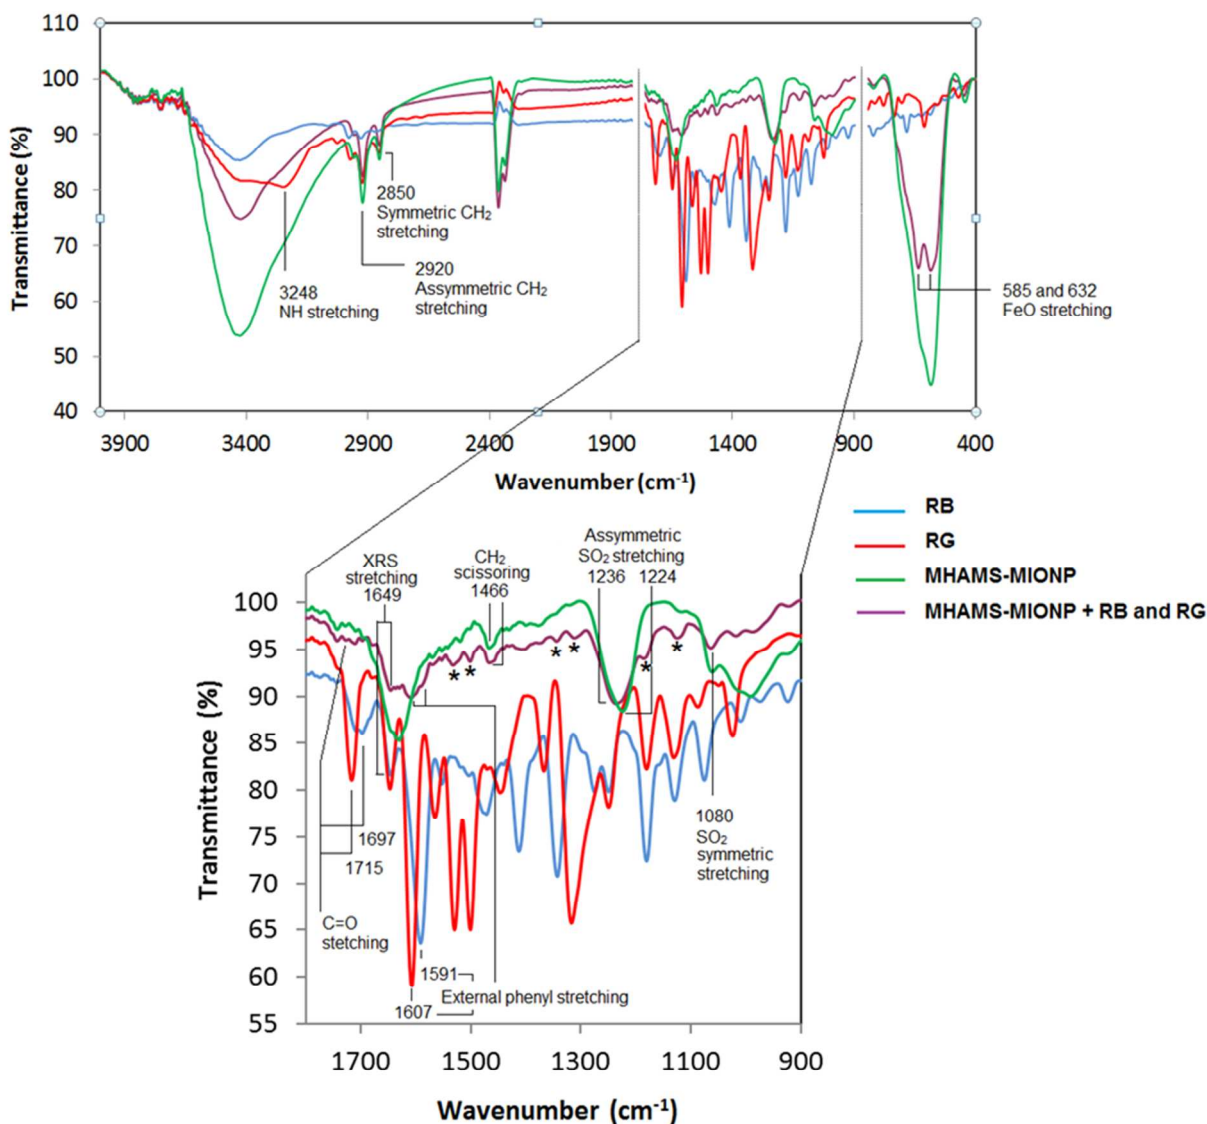 110
100
90
80
70
60
50
40
Transmittance (%)
2850
Symmetric CH2
stretching
2920
Assymmetric CH2
stretching
3248
NH stretching
585 and 632
FeO stretching
3900 3400 2900 2400 1900 1400 900 400
Wavenumber (cm-1)
RB
RG
MHAMS-MIONP
MHAMS-MIONP + RB and RG
XRS
stretching
1649
CH2
scissoring
1466
Assymmetric
SO2 stretching
1236 1224
100
95
90
85
80
75
70
65
60
55
Transmittance (%)
* * * * * *
1697
1715
C=O
stetching
1080
SO2
symmetric
stretching
1591
External phenyl stretching
1607
1700 1500 1300 1100 900
Wavenumber (cm-1)